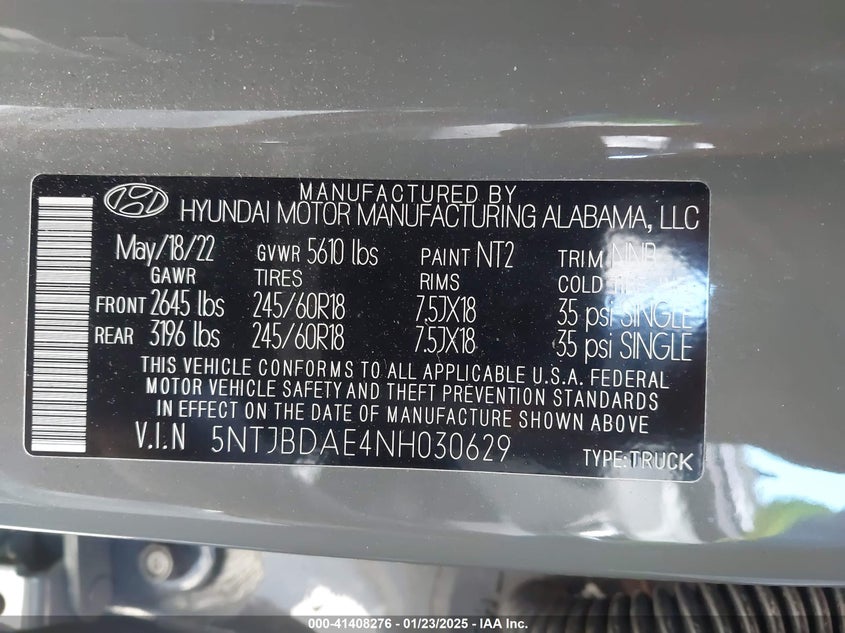 MANUFACTURED BY
HYUNDAI MOTOR MANUFACTURING ALABAMA, LLC
May/18/22 GVWR 5610 lbs PAINT NT2 TRIM NNB
GAWR TIRES RIMS COLD
FRONT 2645 lbs 245/60R18 7.5JX18 35 psi SINGLE
REAR 3196 lbs 245/60R18 7.5JX18 35 psi SINGLE
THIS VEHICLE CONFORMS TO ALL APPLICABLE U.S.A. FEDERAL
MOTOR VEHICLE SAFETY AND THEFT PREVENTION STANDARDS
IN EFFECT ON THE DATE OF MANUFACTURE SHOWN ABOVE
V.I.N 5NTJBDAE4NH030629 TYPE:TRUCK
000-41408276 - 01/23/2025 - IAA Inc.